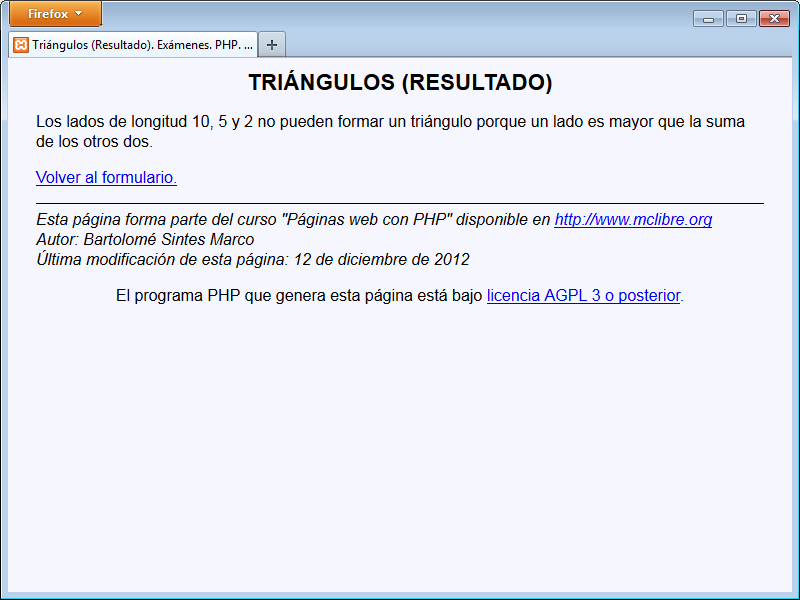 Firefox
Triángulos (Resultado). Exámenes. PHP. ...
TRIÁNGULOS (RESULTADO)
Los lados de longitud 10, 5 y 2 no pueden formar un triángulo porque un lado es mayor que la suma
de los otros dos.
Volver al formulario.
Esta página forma parte del curso "Páginas web con PHP" disponible en http://www.mclibre.org
Autor: Bartolomé Sintes Marco
Última modificación de esta página: 12 de diciembre de 2012
El programa PHP que genera esta página está bajo licencia AGPL 3 o posterior.